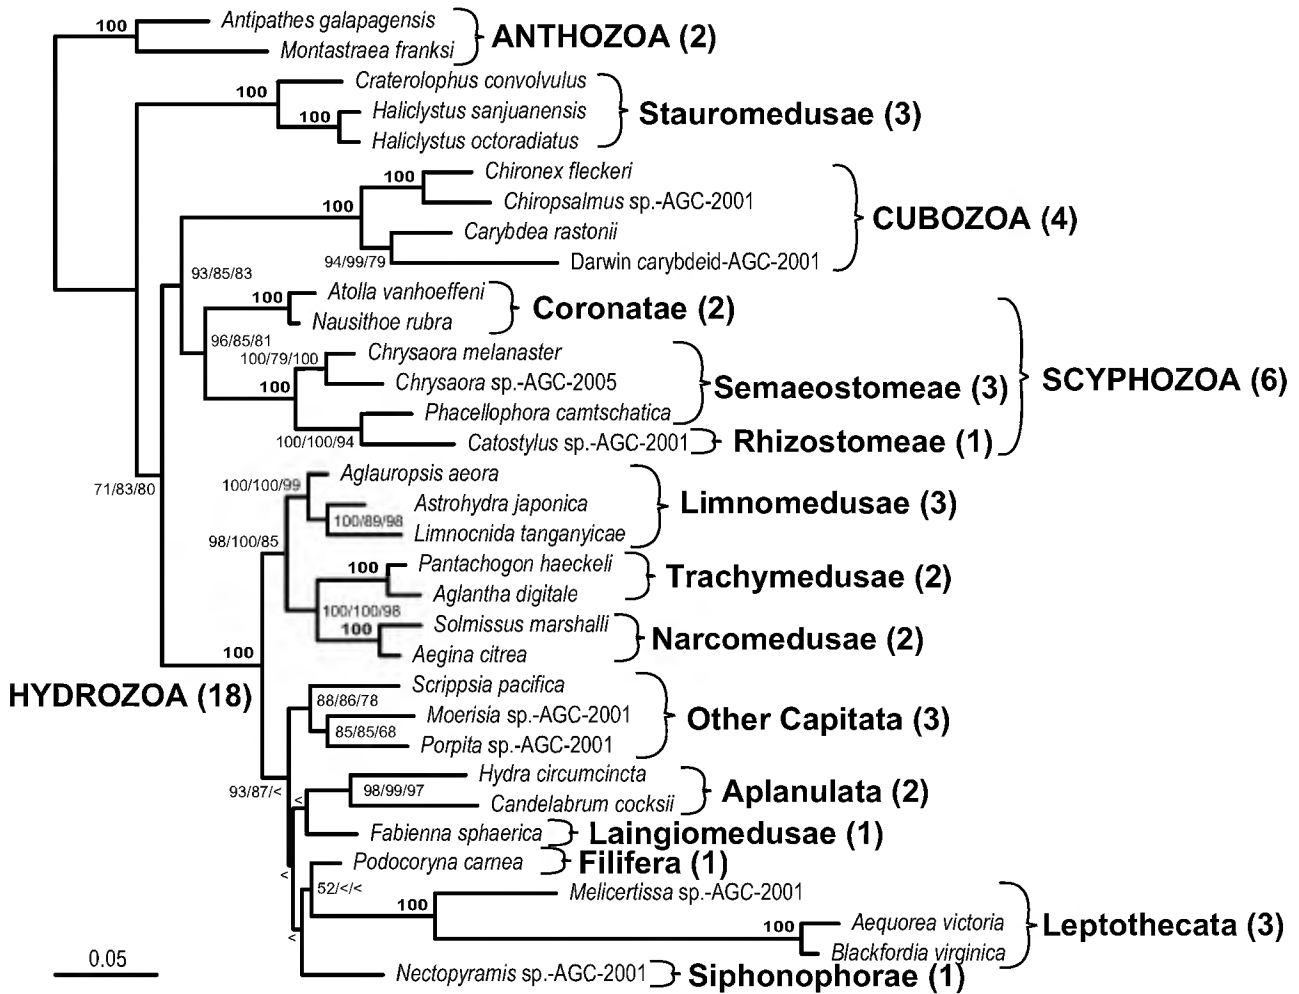 100
Antipathes galapagensis
Montastraea franksi
ANTHOZOA (2)
Craterolophus convolvulus
100
Haliclystus sanjuanensis
100
Haliclystus octoradiatus
Stauromedusae (3)
Chironex fleckeri
100
Chiropsalmus sp.-AGC-2001
100
Carybdea rastonii
94/99/79
Darwin carybdeid-AGC-2001
CUBOZOA (4)
93/85/83
Atolla vanhoeffeni
100
Nausithoe rubra
Coronatae (2)
96/85/81
100/79/100
Chrysaora melanaster
Chrysaora sp.-AGC-2005
100
Phacellophora camtschatica
Semaeostomeae (3)
100/100/94
Catostylus sp.-AGC-2001
Rhizostomeae (1)
SCYPHOZOA (6)
71/83/80
100/100/99
Aglauropsis aeora
Astrohydra japonica
100/89/98
Limnocnida tanganyicae
Limnomedusae (3)
98/100/85
Pantachogon haeckeli
100
Aglantha digitale
Trachymedusae (2)
100/100/98
Solmissus marshalli
100
Aegina citrea
Narcomedusae (2)
100
HYDROZOA (18)
Scrippsia pacifica
88/86/78
Moerisia sp.-AGC-2001
85/85/68
Porpita sp.-AGC-2001
Other Capitata (3)
93/87/<
Hydra circumcincta
98/99/97
Candelabrum cocksii
Aplanulata (2)
<
Fabienna sphaerica
Laingiomedusae (1)
Podocoryna carnea
Filifera (1)
<
52/</<
Melicertissa sp.-AGC-2001
100
Aequorea victoria
100
Blackfordia virginica
Leptothecata (3)
<
Nectopyramis sp.-AGC-2001
Siphonophorae (1)
0.05